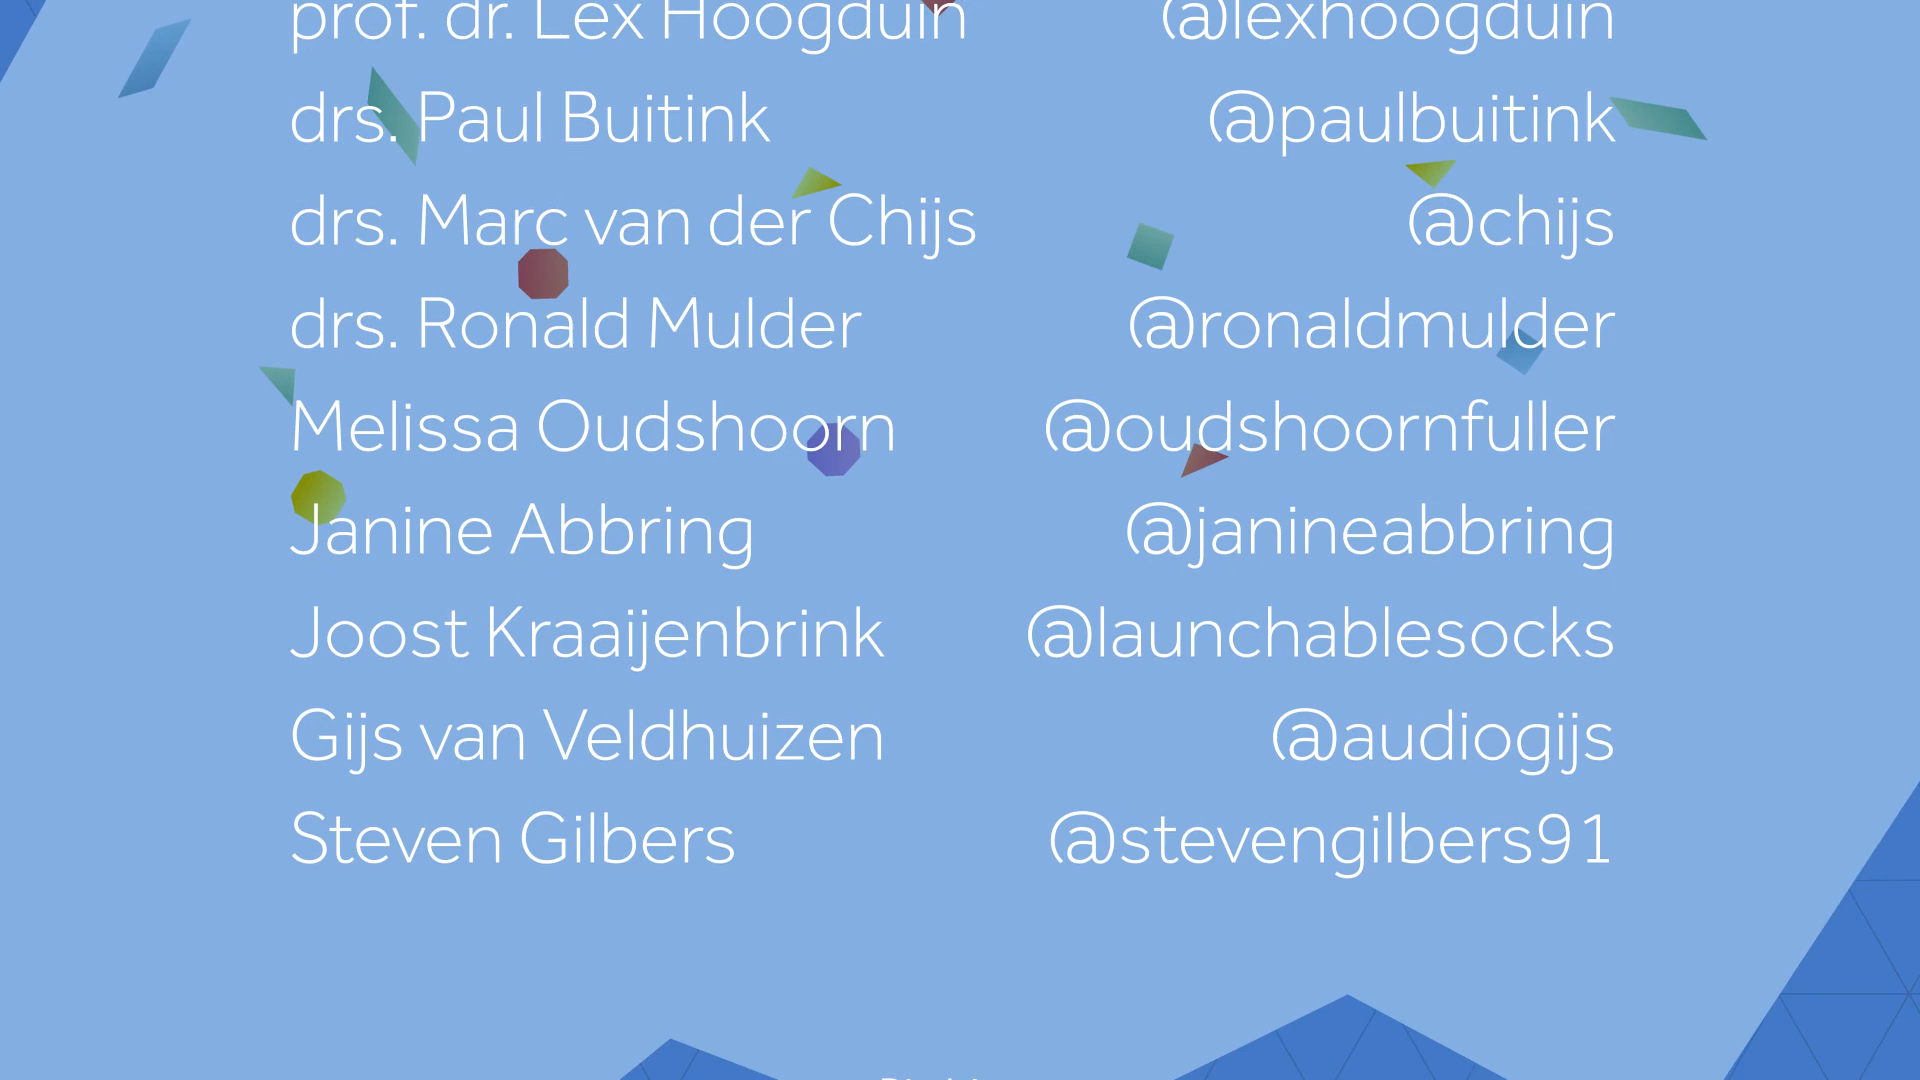 prof. dr. Lex Hoogduin @lexhoogduin
drs. Paul Buitink @paulbuitink
drs. Marc van der Chijs @chijs
drs. Ronald Mulder @ronaldmulder
Melissa Oudshoorn @oudshoornfuller
Janine Abbring @janineabbring
Joost Kraaijenbrink @launchablesocks
Gijs van Veldhuizen @audiogijs
Steven Gilbers @stevengilbers91